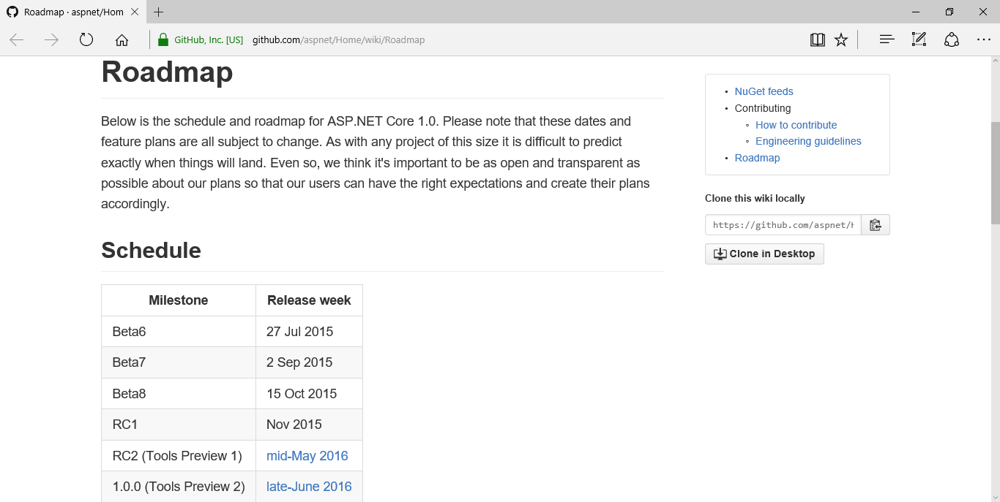 Roadmap · aspnet/Hom
GitHub, Inc. [US] github.com/aspnet/Home/wiki/Roadmap
Roadmap
Below is the schedule and roadmap for ASP.NET Core 1.0. Please note that these dates and
feature plans are all subject to change. As with any project of this size it is difficult to predict
exactly when things will land. Even so, we think it's important to be as open and transparent as
possible about our plans so that our users can have the right expectations and create their plans
accordingly.
Schedule
Milestone Release week
Beta6 27 Jul 2015
Beta7 2 Sep 2015
Beta8 15 Oct 2015
RC1 Nov 2015
RC2 (Tools Preview 1) mid-May 2016
1.0.0 (Tools Preview 2) late-June 2016
• NuGet feeds
• Contributing
◦ How to contribute
◦ Engineering guidelines
• Roadmap
Clone this wiki locally
https://github.com/aspnet/
Clone in Desktop